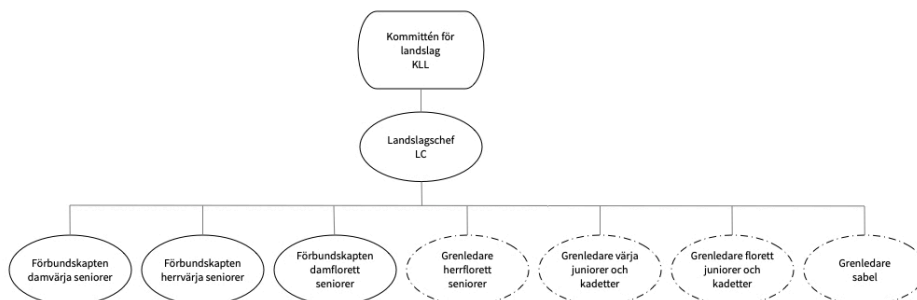 Kommittén för
landslag
KLL
Landslagschef
LC
Förbundskapten
damvärja seniorer
Förbundskapten
herrvärja seniorer
Förbundskapten
damflorett
seniorer
Grenledare
herrflorett
seniorer
Grenledare värja
juniorer och
kadetter
Grenledare florett
juniorer och
kadetter
Grenledare
sabel